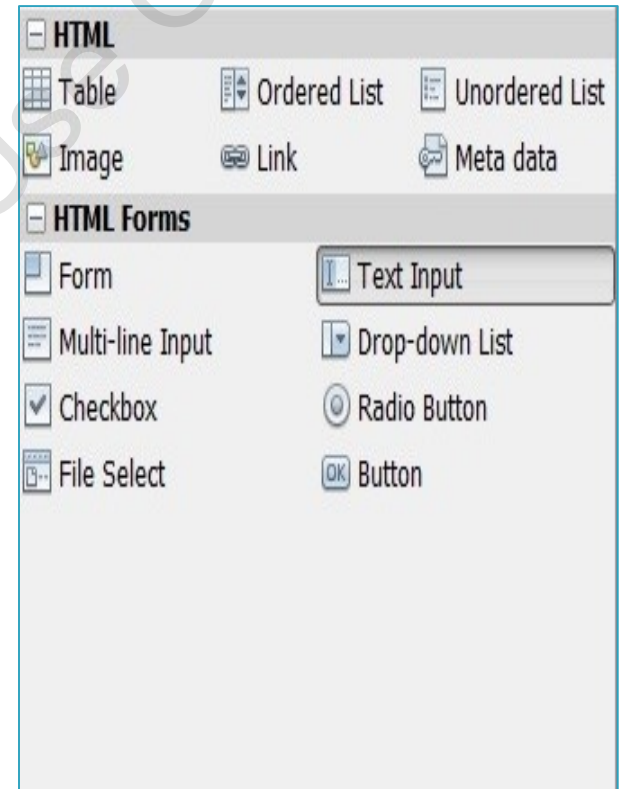 HTML
Table Ordered List Unordered List
Image Link Meta data
HTML Forms
Form Text Input
Multi-line Input Drop-down List
Checkbox Radio Button
File Select OK Button